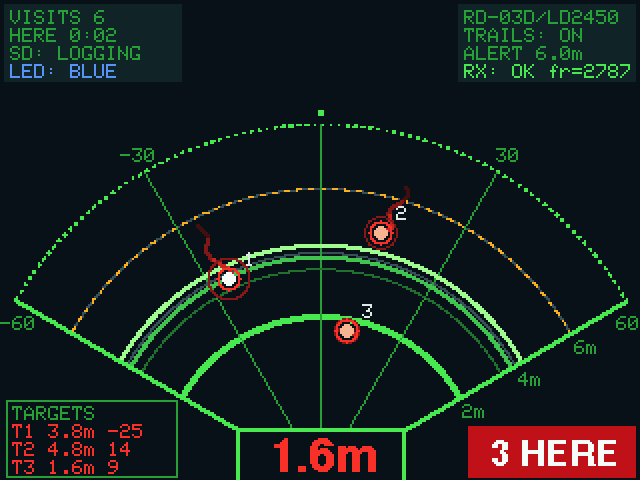 VISITS 6
HERE 0:02
SD: LOGGING
LED: BLUE
RD-03D/LD2450
TRAILS: ON
ALERT 6.0m
RX: OK fr=2787
-30
30
2
1
3
-60
60
6m
4m
2m
TARGETS
T1 3.8m -25
T2 4.8m 14
T3 1.6m 9
1.6m
3 HERE